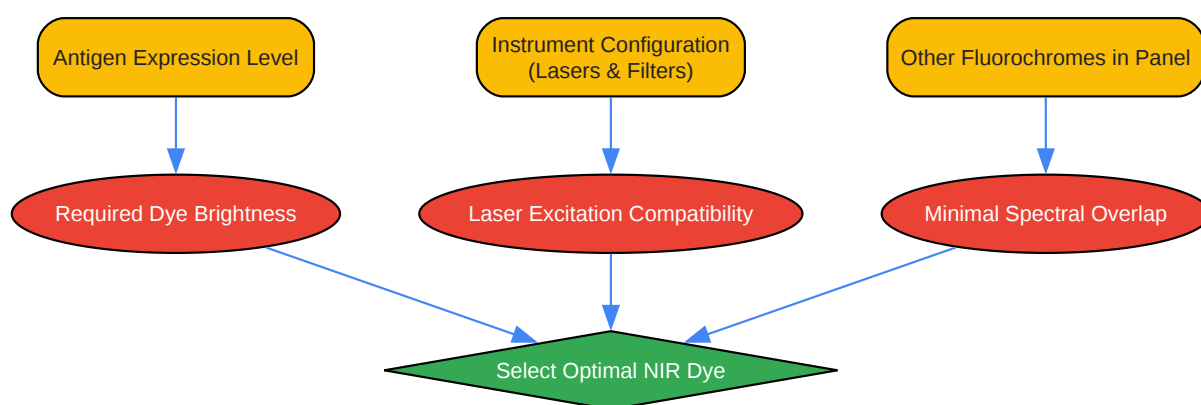 Antigen Expression Level
Instrument Configuration
(Lasers & Filters)
Other Fluorochromes in Panel
Required Dye Brightness
Laser Excitation Compatibility
Minimal Spectral Overlap
Select Optimal NIR Dye